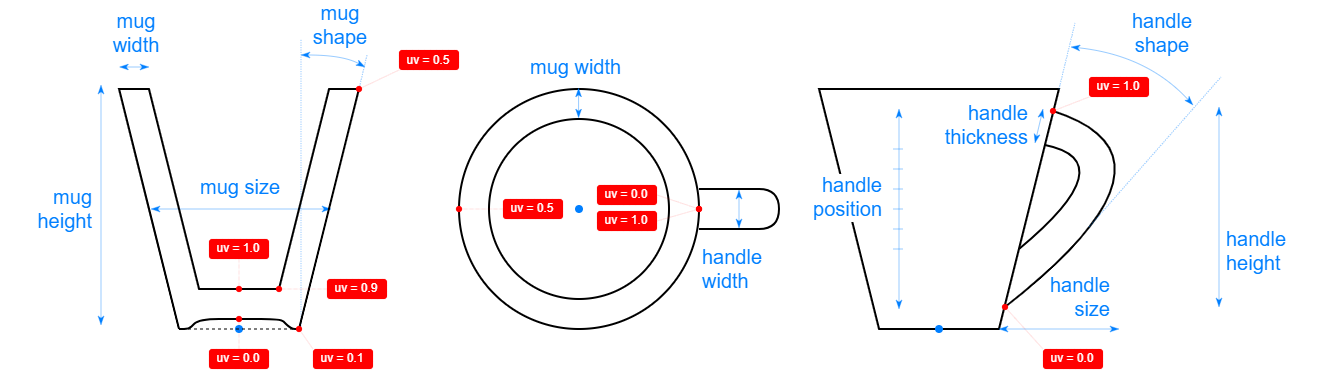 mug
width
mug
shape
uv = 0.5
mug
height
mug size
uv = 1.0
uv = 0.9
uv = 0.0
uv = 0.1
mug width
uv = 0.5
uv = 0.0
uv = 1.0
handle
width
handle
shape
uv = 1.0
handle
thickness
handle
position
handle
height
handle
size
uv = 0.0